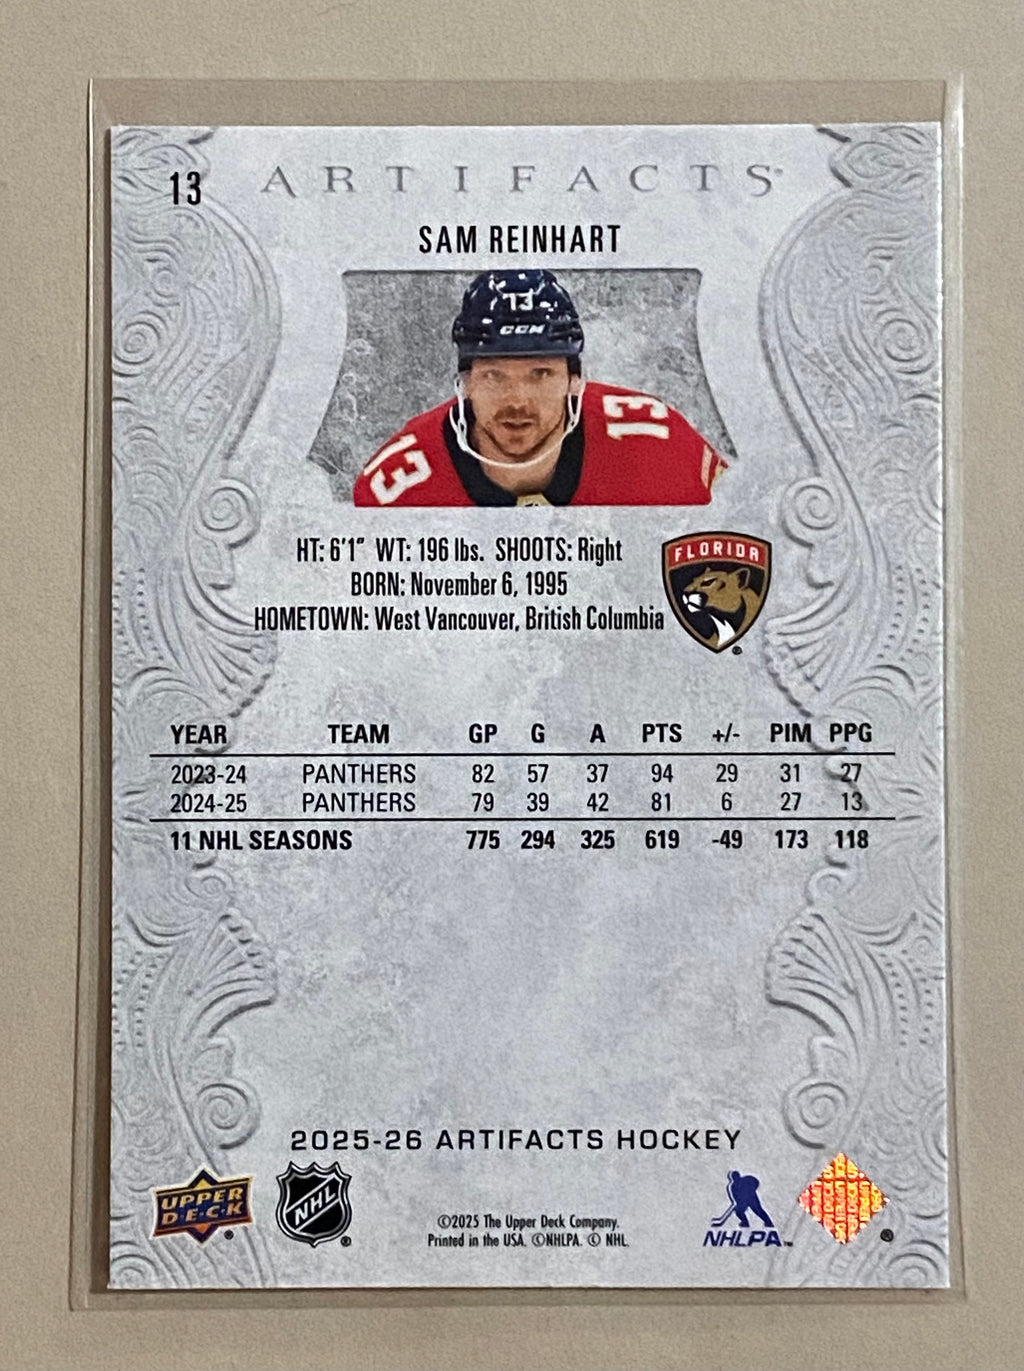 13
ARTIFACTS®
SAM REINHART
13
CCM
13
13
HT: 6'1" WT: 196 lbs. SHOOTS: Right
BORN: November 6, 1995
HOMETOWN: West Vancouver, British Columbia
FLORIDA
®
YEAR TEAM GP G A PTS +/- PIM PPG
2023-24 PANTHERS 82 57 37 94 29 31 27
2024-25 PANTHERS 79 39 42 81 6 27 13
11 NHL SEASONS 775 294 325 619 -49 173 118
2025-26 ARTIFACTS HOCKEY
UPPER
D·E·C·K
®
NHL
®
©2025 The Upper Deck Company.
Printed in the USA. ©NHLPA. © NHL.
NHLPA™
®